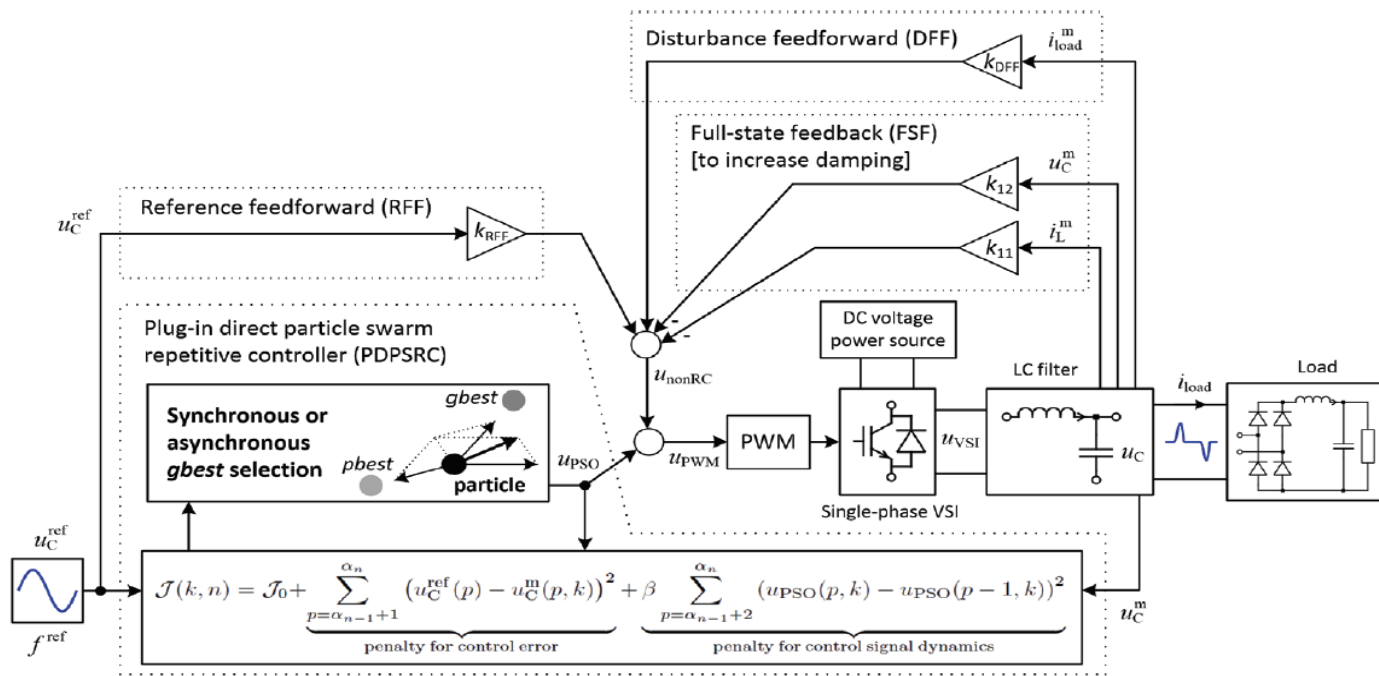 Disturbance feedforward (DFF)
k_DFF
i_load^m
Full-state feedback (FSF)
[to increase damping]
k_12
u_C^m
k_11
i_L^m
Reference feedforward (RFF)
u_C^ref
k_RFF
-
-
Plug-in direct particle swarm
repetitive controller (PDPSRC)
u_nonRC
DC voltage
power source
LC filter
Load
i_load
Synchronous or
asynchronous
gbest selection
gbest
pbest
particle
u_PSO
u_PWM
PWM
u_VSI
u_C
Single-phase VSI
u_C^ref
f^ref
𝒥(k, n) = 𝒥_0 + ∑_{p=α_{n−1}+1}^{α_n} (u_C^ref(p) − u_C^m(p, k))^2 + β ∑_{p=α_{n−1}+2}^{α_n} (u_PSO(p, k) − u_PSO(p−1, k))^2
penalty for control error
penalty for control signal dynamics
u_C^m